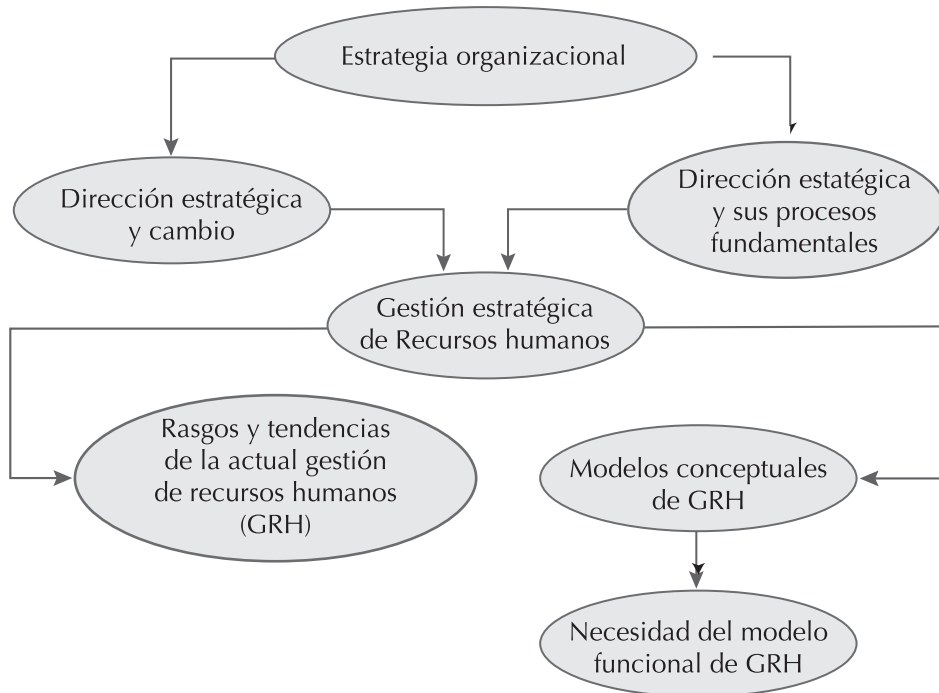 Estrategia organizacional
Dirección estratégica
y cambio
Dirección estatégica
y sus procesos
fundamentales
Gestión estratégica
de Recursos humanos
Rasgos y tendencias
de la actual gestión
de recursos humanos
(GRH)
Modelos conceptuales
de GRH
Necesidad del modelo
funcional de GRH